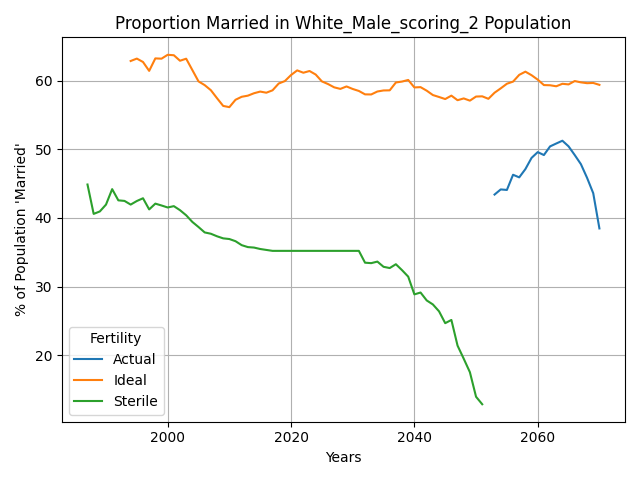 Proportion Married in White_Male_scoring_2 Population
% of Population 'Married'
60
50
40
30
20
Fertility
Actual
Ideal
Sterile
2000 2020 2040 2060
Years